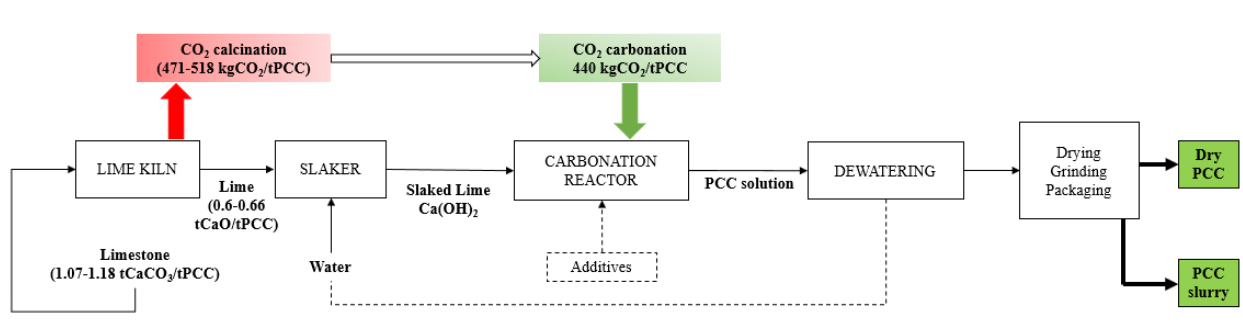 CO₂ calcination
(471-518 kgCO₂/tPCC)
CO₂ carbonation
440 kgCO₂/tPCC
LIME KILN
Lime
(0.6-0.66
tCaO/tPCC)
SLAKER
Slaked Lime
Ca(OH)₂
CARBONATION
REACTOR
PCC solution
DEWATERING
Drying
Grinding
Packaging
Dry
PCC
Limestone
(1.07-1.18 tCaCO₃/tPCC)
Water
Additives
PCC
slurry